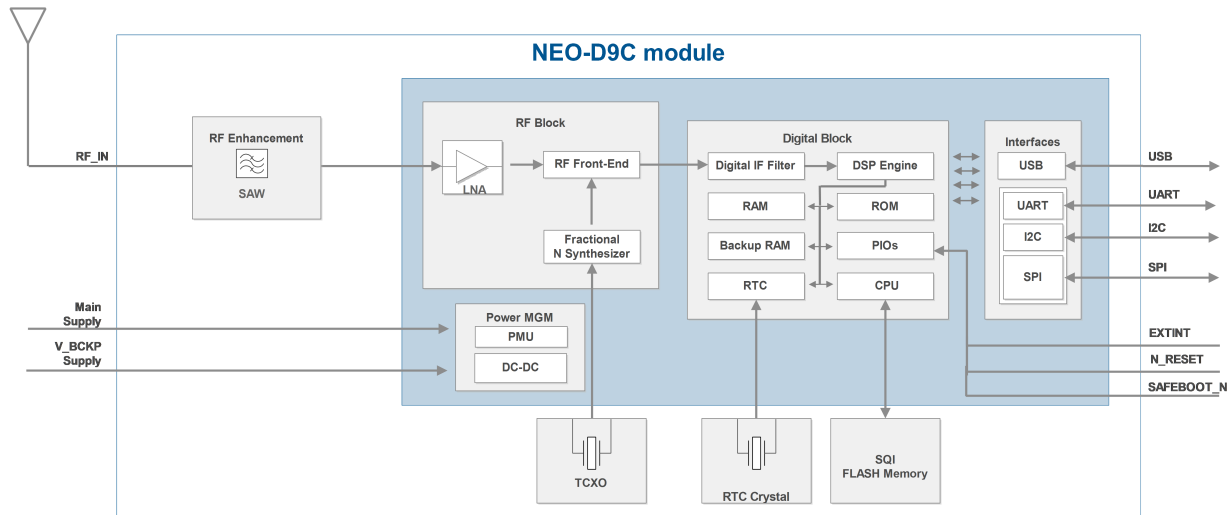 NEO-D9C module
RF_IN
RF Enhancement
SAW
RF Block
LNA
RF Front-End
Fractional
N Synthesizer
Digital Block
Digital IF Filter
DSP Engine
RAM
ROM
Backup RAM
PIOs
RTC
CPU
Interfaces
USB
UART
I2C
SPI
USB
UART
I2C
SPI
Main
Supply
V_BCKP
Supply
Power MGM
PMU
DC-DC
EXTINT
N_RESET
SAFEBOOT_N
TCXO
RTC Crystal
SQI
FLASH Memory